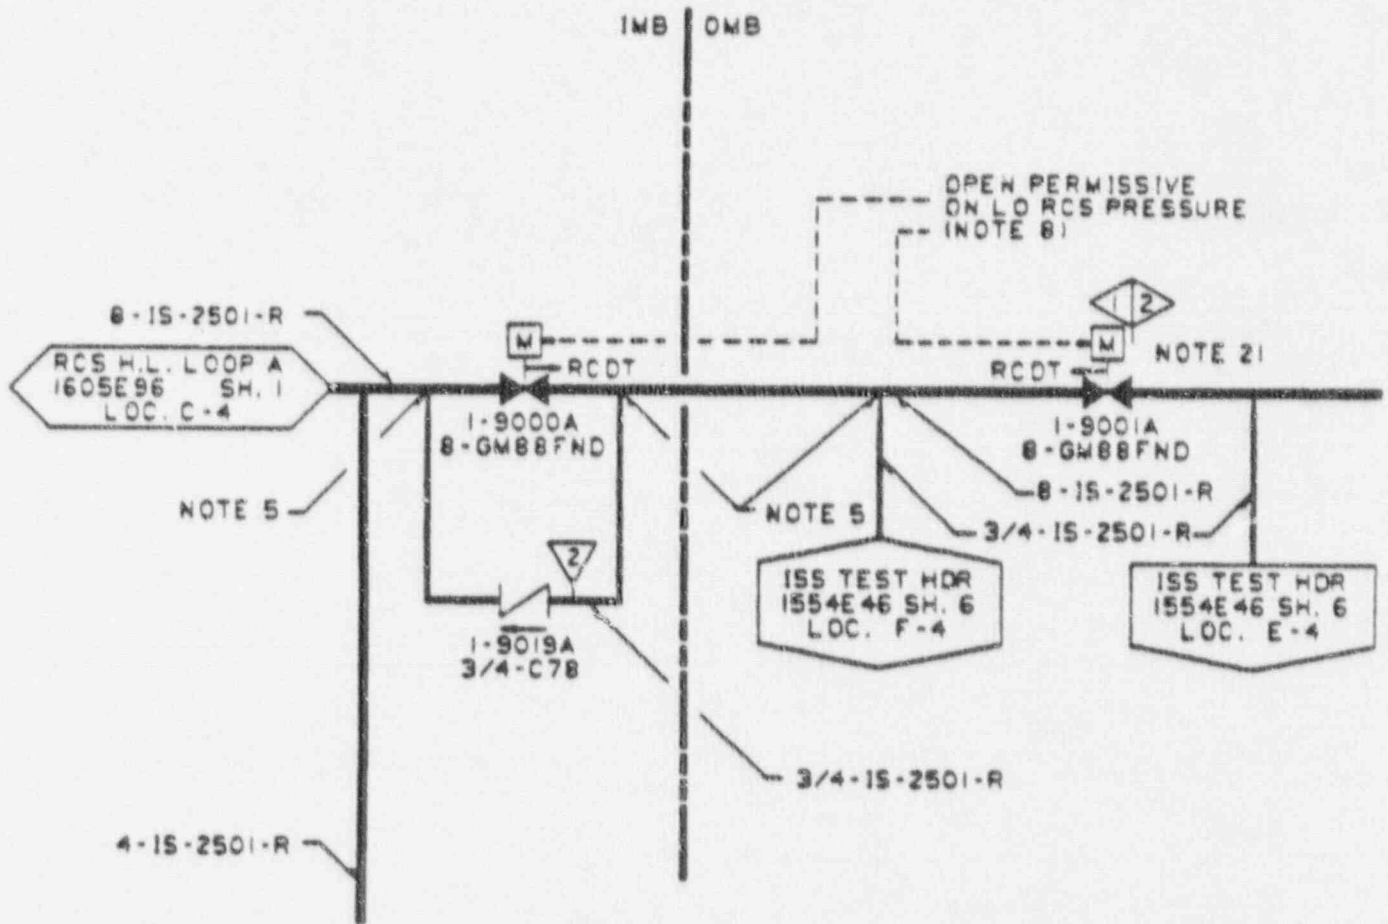 1MB OMB
OPEN PERMISSIVE
ON LO RCS PRESSURE
(NOTE 8)
8-IS-2501-R
RCS H.L. LOOP A
1605E96 SH. 1
LOC. C-4
M
RCDT
1-9000A
8-GM88FND
1 2
M
NOTE 21
RCDT
1-9001A
8-GM88FND
NOTE 5
NOTE 5
8-IS-2501-R
3/4-IS-2501-R
2
1-9019A
3/4-C78
ISS TEST HDR
1554E46 SH. 6
LOC. F-4
ISS TEST HDR
1554E46 SH. 6
LOC. E-4
3/4-IS-2501-R
4-IS-2501-R